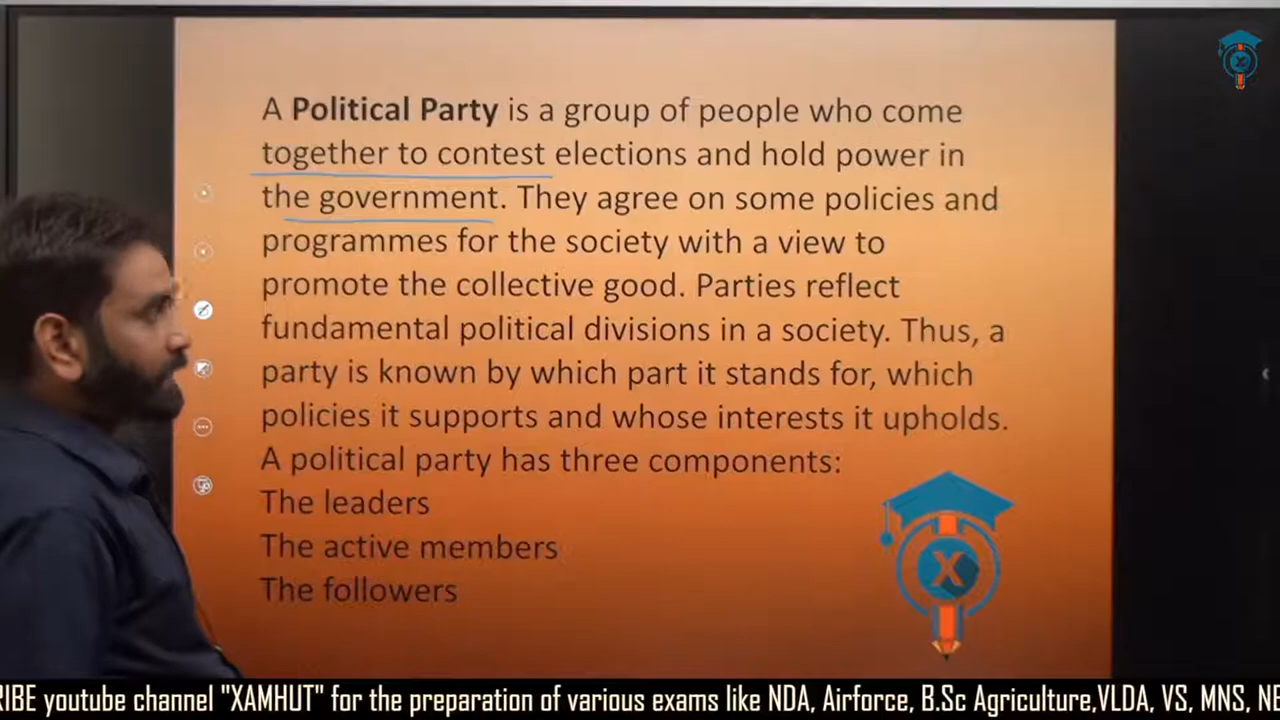 A Political Party is a group of people who come
together to contest elections and hold power in
the government. They agree on some policies and
programmes for the society with a view to
promote the collective good. Parties reflect
fundamental political divisions in a society. Thus, a
party is known by which part it stands for, which
policies it supports and whose interests it upholds.
A political party has three components:
The leaders
The active members
The followers
X
X
RIBE youtube channel "XAMHUT" for the preparation of various exams like NDA, Airforce, B.Sc Agriculture,VLDA, VS, MNS, NE